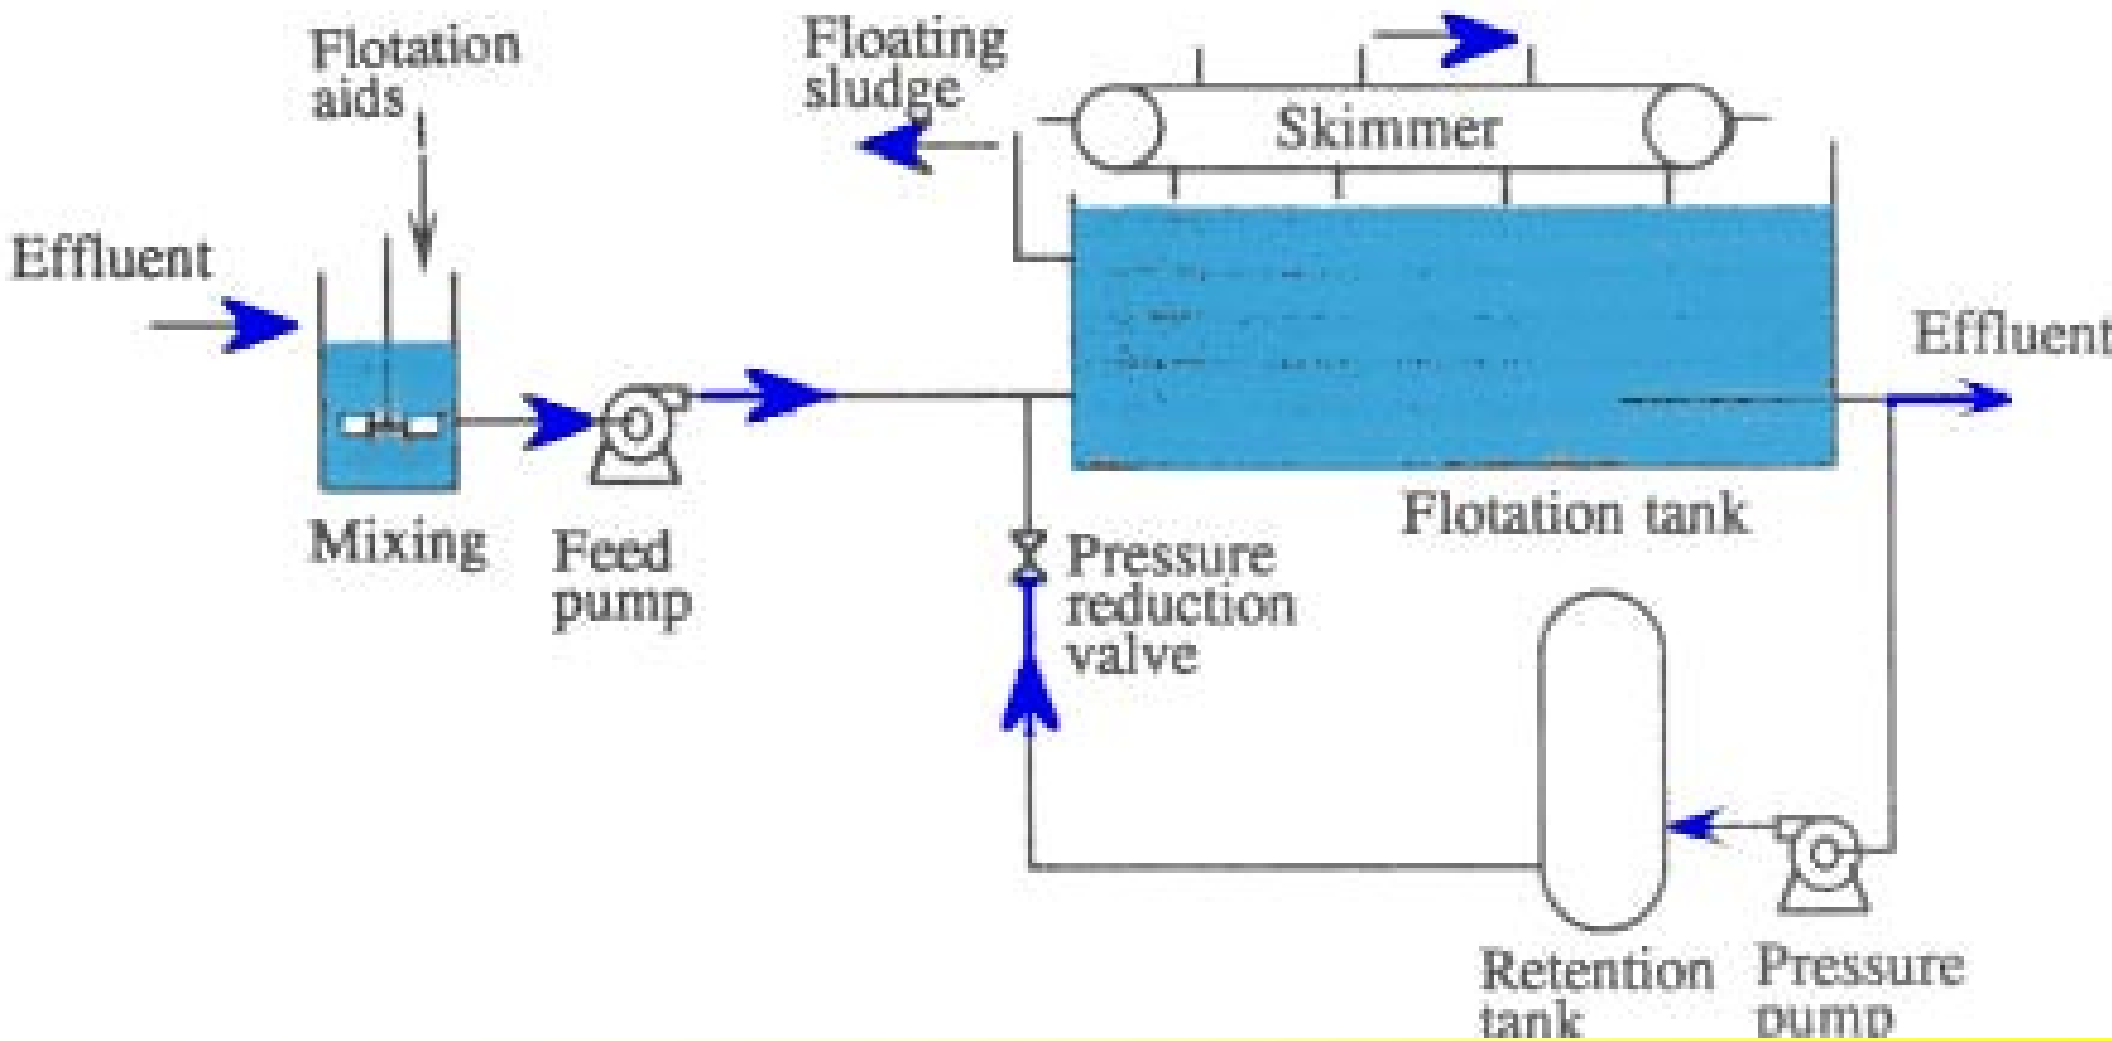 Flotation
aids
Floating
sludge
Skimmer
Effluent
Effluent
Mixing
Feed
pump
Pressure
reduction
valve
Flotation tank
Retention
tank
Pressure
pump